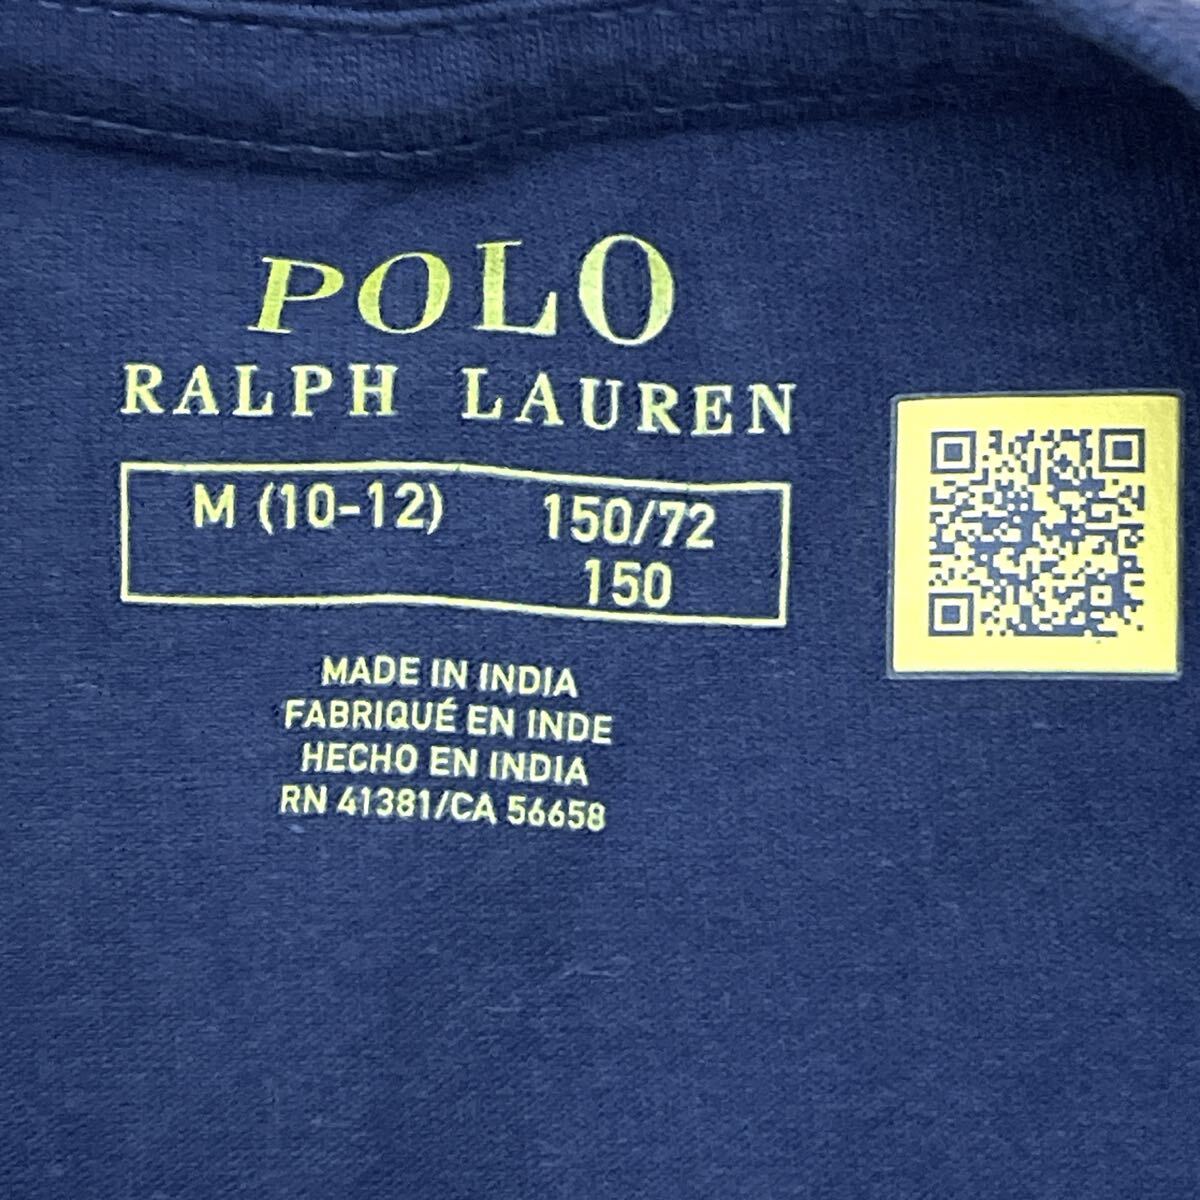 POLO
RALPH LAUREN
M (10-12) 150/72
150
MADE IN INDIA
FABRIQUÉ EN INDE
HECHO EN INDIA
RN 41381/CA 56658